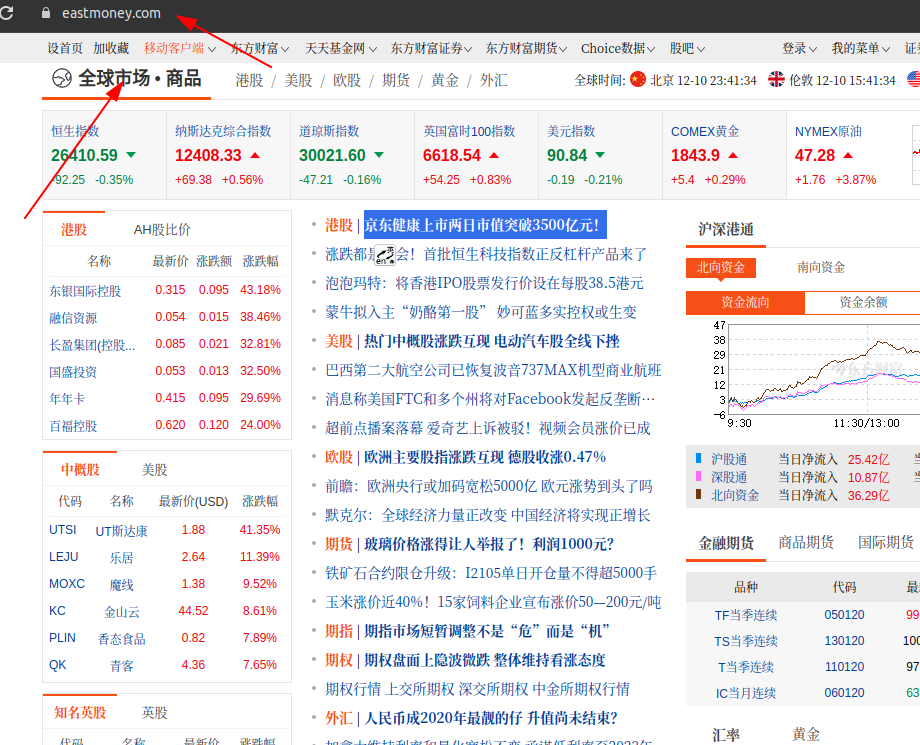 eastmoney.com
设首页 加收藏 移动客户端 东方财富 天天基金网 东方财富证券 东方财富期货 Choice数据 股吧 登录 我的菜单
全球市场•商品 港股 / 美股 / 欧股 / 期货 / 黄金 / 外汇 全球时间: 北京 12-10 23:41:34 伦敦 12-10 15:41:34
恒生指数 纳斯达克综合指数 道琼斯指数 英国富时100指数 美元指数 COMEX黄金 NYMEX原油
26410.59 12408.33 30021.60 6618.54 90.84 1843.9 47.28
-92.25 -0.35% +69.38 +0.56% -47.21 -0.16% +54.25 +0.83% -0.19 -0.21% +5.4 +0.29% +1.76 +3.87%
港股 AH股比价
名称 最新价 涨跌额 涨跌幅
东银国际控股 0.315 0.095 43.18%
融信资源 0.054 0.015 38.46%
长盈集团(控股... 0.085 0.021 32.81%
国盛投资 0.053 0.013 32.50%
年年卡 0.415 0.095 29.69%
百福控股 0.620 0.120 24.00%
中概股 美股
代码 名称 最新价(USD) 涨跌幅
UTSI UT斯达康 1.88 41.35%
LEJU 乐居 2.64 11.39%
MOXC 魔线 1.38 9.52%
KC 金山云 44.52 8.61%
PLIN 香态食品 0.82 7.89%
QK 青客 4.36 7.65%
知名英股 英股
代码 名称 最新价 涨跌幅
港股 | 京东健康上市两日市值突破3500亿元！
涨跌都是 会！首批恒生科技指数正反杠杆产品来了
泡泡玛特：将香港IPO股票发行价设在每股38.5港元
蒙牛拟入主“奶酪第一股” 妙可蓝多实控权或生变
美股 | 热门中概股涨跌互现 电动汽车股全线下挫
巴西第二大航空公司已恢复波音737MAX机型商业航班
消息称美国FTC和多个州将对Facebook发起反垄断…
超前点播案落幕 爱奇艺上诉被驳！视频会员涨价已成
欧股 | 欧洲主要股指涨跌互现 德股收涨0.47%
前瞻：欧洲央行或加码宽松5000亿 欧元涨势到头了吗
默克尔：全球经济力量正改变 中国经济将实现正增长
期货 | 玻璃价格涨得让人举报了！利润1000元？
铁矿石合约限仓升级：I2105单日开仓量不得超5000手
玉米涨价近40%！15家饲料企业宣布涨价50—200元/吨
期指 | 期指市场短暂调整不是“危”而是“机”
期权 | 期权盘面上隐波微跌 整体维持看涨态度
期权行情 上交所期权 深交所期权 中金所期权行情
外汇 | 人民币成2020年最靓的仔 升值尚未结束？
加拿大维持利率和量化宽松不变 承诺低利率至2023年
沪深港通
北向资金 南向资金
资金流向 资金余额
47
38
29
21
12
3
-6
9:30 11:30/13:00
沪股通 当日净流入 25.42亿
深股通 当日净流入 10.87亿
北向资金 当日净流入 36.29亿
金融期货 商品期货 国际期货
品种 代码
TF当季连续 050120
TS当季连续 130120
T当季连续 110120
IC当月连续 060120
汇率 黄金